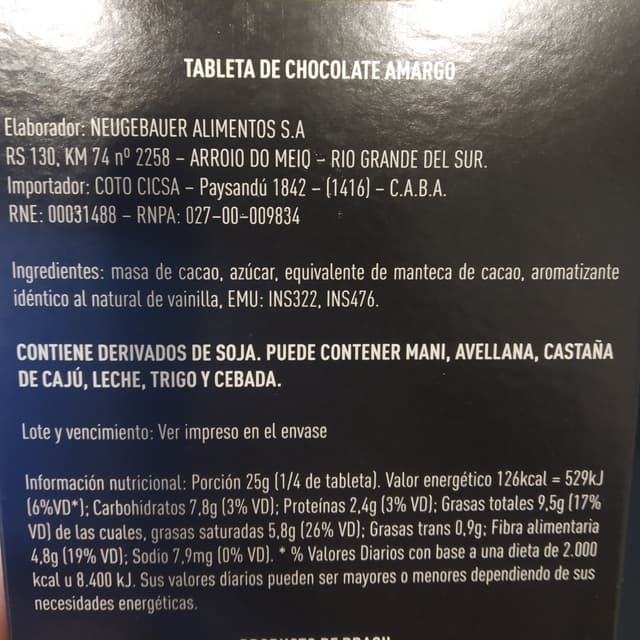 TABLETA DE CHOCOLATE AMARGO
Elaborador: NEUGEBAUER ALIMENTOS S.A
RS 130, KM 74 nº 2258 – ARROIO DO MEIQ – RIO GRANDE DEL SUR.
Importador: COTO CICSA – Paysandú 1842 – (1416) – C.A.B.A.
RNE: 00031488 – RNPA: 027-00-009834
Ingredientes: masa de cacao, azúcar, equivalente de manteca de cacao, aromatizante
idéntico al natural de vainilla, EMU: INS322, INS476.
CONTIENE DERIVADOS DE SOJA. PUEDE CONTENER MANI, AVELLANA, CASTAÑA
DE CAJÚ, LECHE, TRIGO Y CEBADA.
Lote y vencimiento: Ver impreso en el envase
Información nutricional: Porción 25g (1/4 de tableta). Valor energético 126kcal = 529kJ
(6%VD*); Carbohidratos 7,8g (3% VD); Proteínas 2,4g (3% VD); Grasas totales 9,5g (17%
VD) de las cuales, grasas saturadas 5,8g (26% VD); Grasas trans 0,9g; Fibra alimentaria
4,8g (19% VD); Sodio 7,9mg (0% VD). * % Valores Diarios con base a una dieta de 2.000
kcal u 8.400 kJ. Sus valores diarios pueden ser mayores o menores dependiendo de sus
necesidades energéticas.